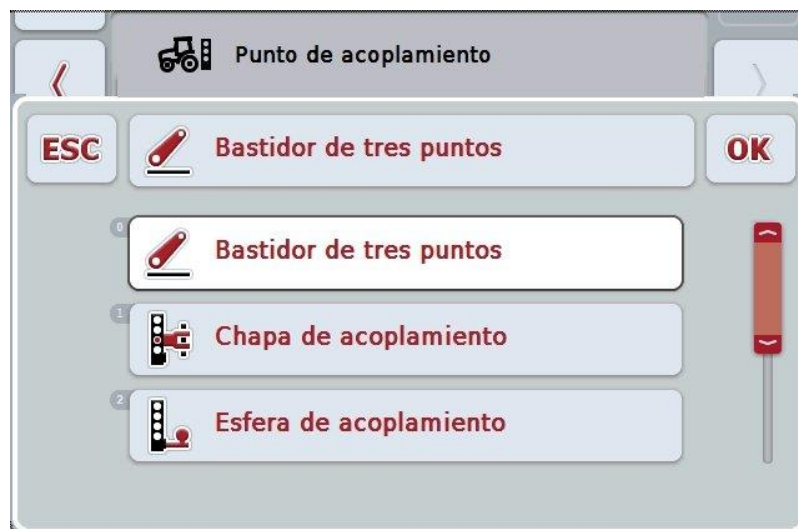 Punto de acoplamiento
ESC
Bastidor de tres puntos
OK
0
Bastidor de tres puntos
1
Chapa de acoplamiento
2
Esfera de acoplamiento